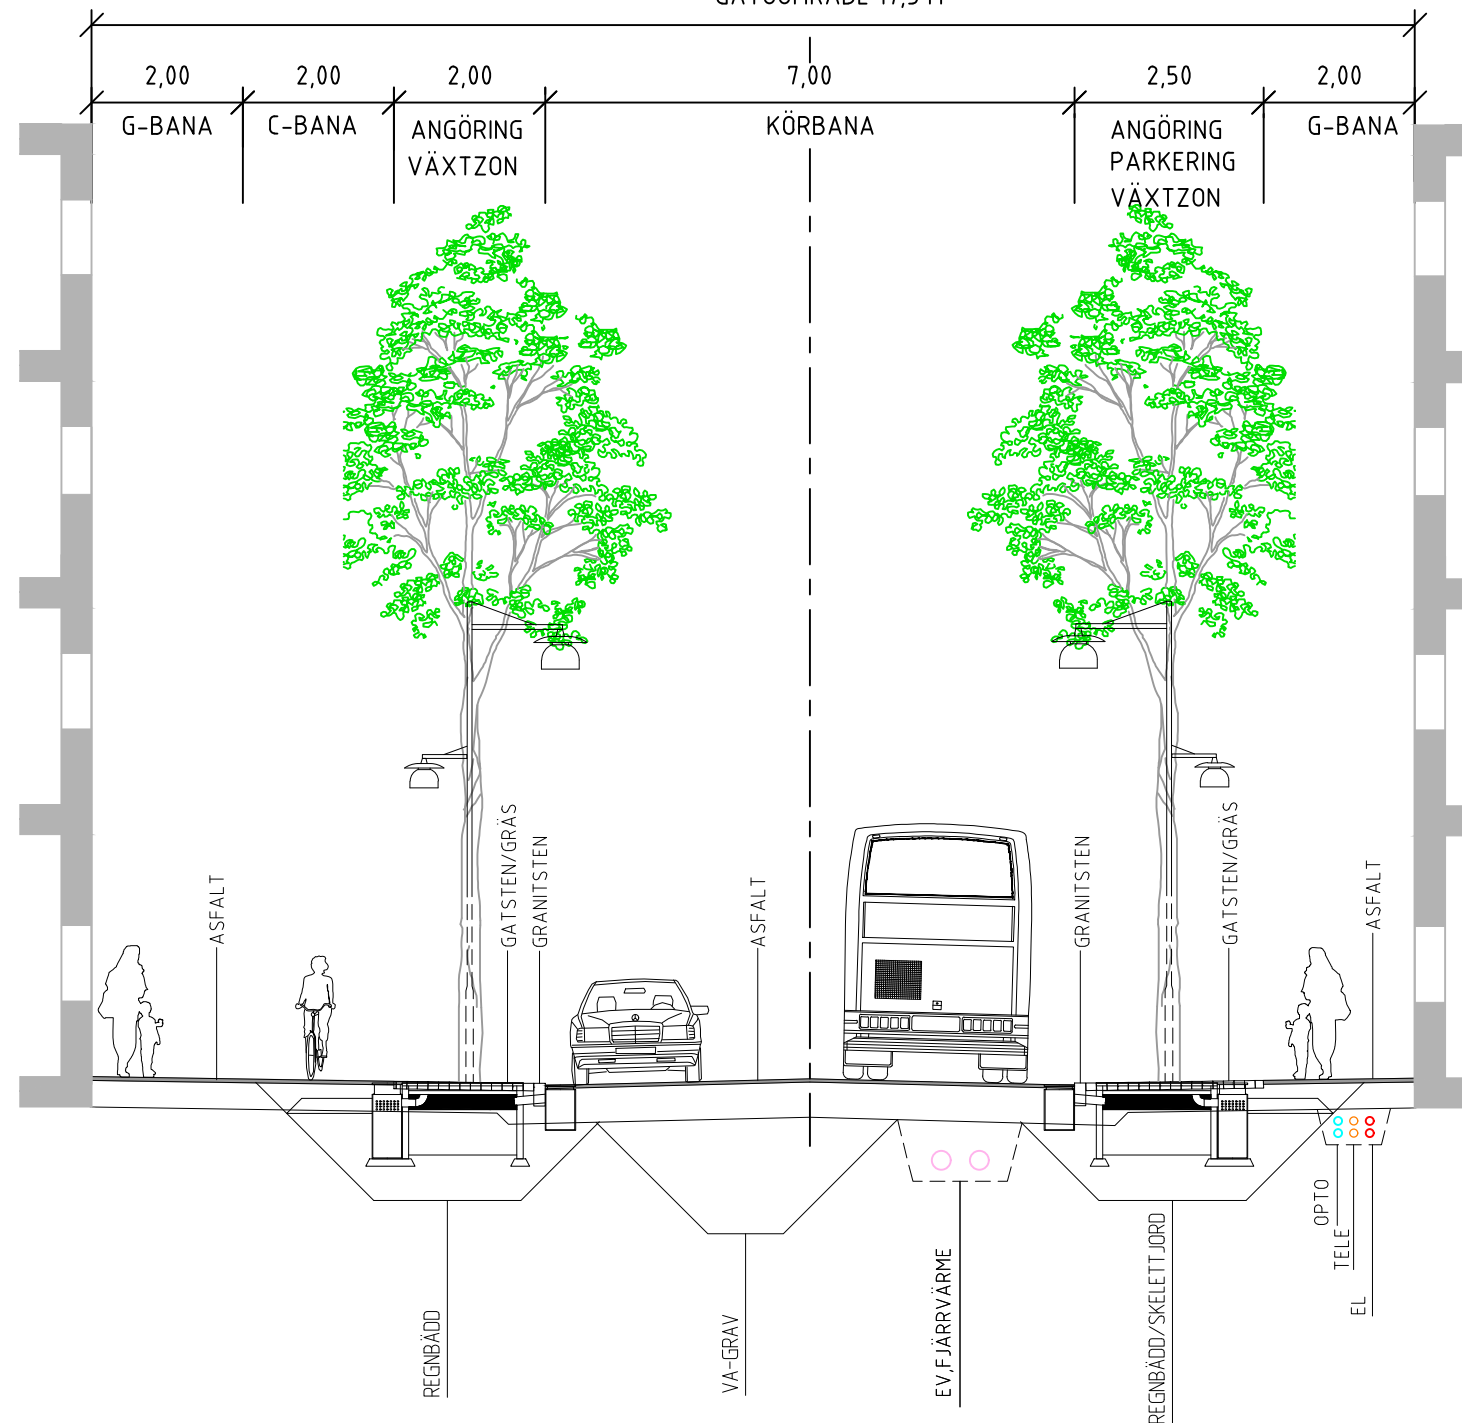 2,00 2,00 2,00 7,00 2,50 2,00
G-BANA C-BANA ANGÖRING KÖRBANA ANGÖRING G-BANA
VÄXTZON PARKERING
VÄXTZON
ASFALT
GATSTEN/GRÄS
GRANITSTEN
ASFALT
GRANITSTEN
GATSTEN/GRÄS
ASFALT
REGNBÄDD
VA-GRAV
EV,FJÄRRVÄRME
REGNBÄDD/SKELETTJORD
OPTO
TELE
EL